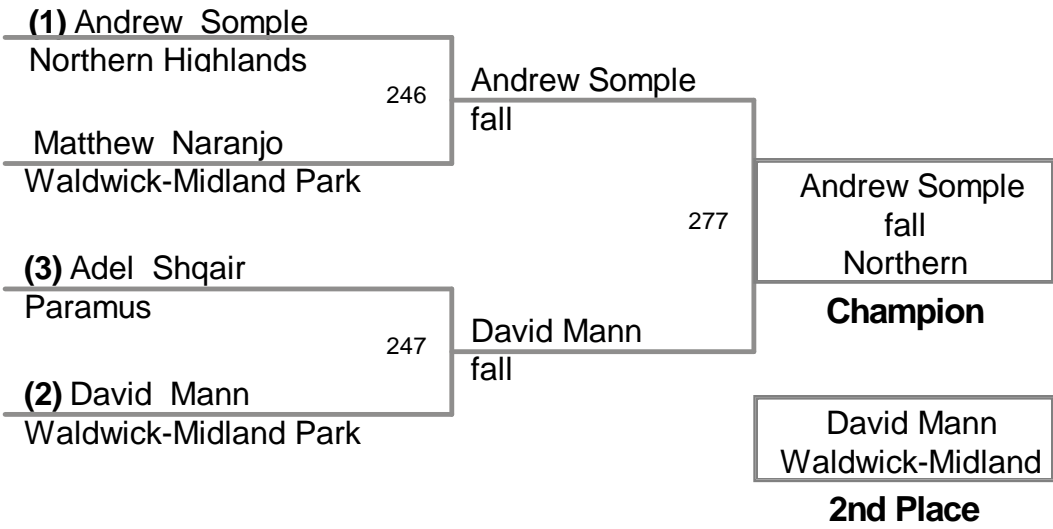 (1) Andrew Somple
Northern Highlands
246
Matthew Naranjo
Waldwick-Midland Park
Andrew Somple
fall
(3) Adel Shqair
Paramus
247
(2) David Mann
Waldwick-Midland Park
David Mann
fall
277
Andrew Somple
fall
Northern
Champion
David Mann
Waldwick-Midland
2nd Place